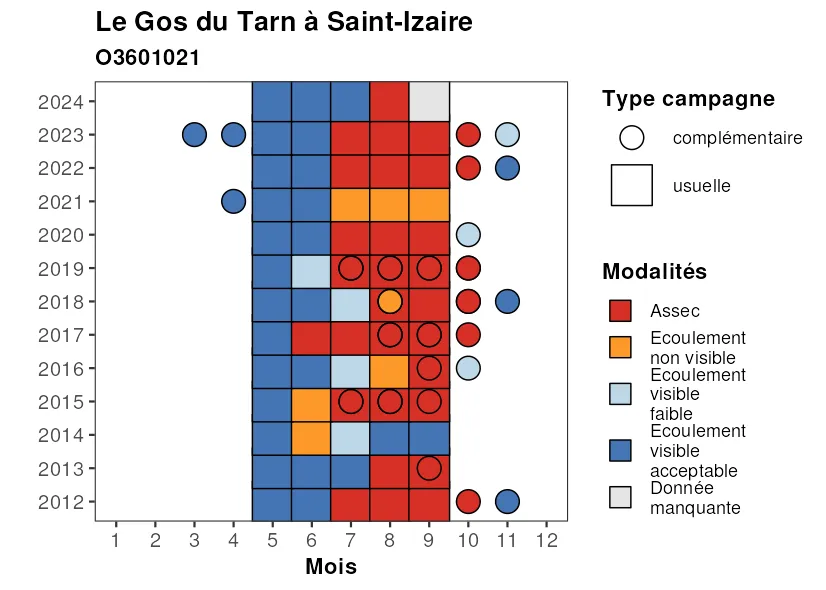 Le Gos du Tarn à Saint-Izaire
O3601021
2024
2023
2022
2021
2020
2019
2018
2017
2016
2015
2014
2013
2012
1 2 3 4 5 6 7 8 9 10 11 12
Mois
Type campagne
complémentaire
usuelle
Modalités
Assec
Ecoulement
non visible
Ecoulement
visible
faible
Ecoulement
visible
acceptable
Donnée
manquante